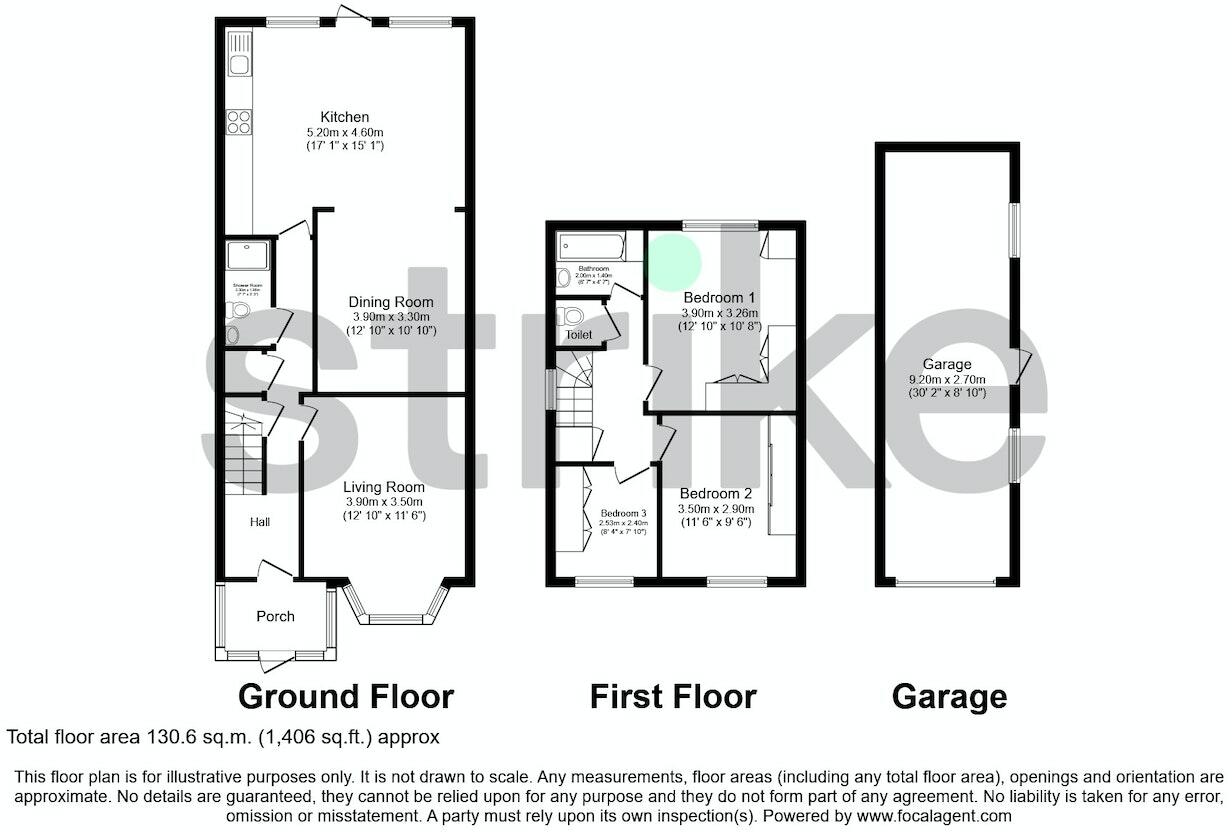 Kitchen
5.20m x 4.60m
(17' 1" x 15' 1")
Shower Room
Dining Room
3.90m x 3.30m
(12' 10" x 10' 10")
Living Room
3.90m x 3.50m
(12' 10" x 11' 6")
Hall
Porch
Ground Floor
Bathroom
2.00m x 1.40m
(6' 7" x 4' 7")
Toilet
Bedroom 1
3.90m x 3.26m
(12' 10" x 10' 8")
Bedroom 2
3.50m x 2.90m
(11' 6" x 9' 6")
Bedroom 3
2.53m x 2.40m
(8' 4" x 7' 10")
First Floor
Garage
9.20m x 2.70m
(30' 2" x 8' 10")
Garage
strike
Total floor area 130.6 sq.m. (1,406 sq.ft.) approx
This floor plan is for illustrative purposes only. It is not drawn to scale. Any measurements, floor areas (including any total floor area), openings and orientation are
approximate. No details are guaranteed, they cannot be relied upon for any purpose and they do not form part of any agreement. No liability is taken for any error,
omission or misstatement. A party must rely upon its own inspection(s). Powered by www.focalagent.com